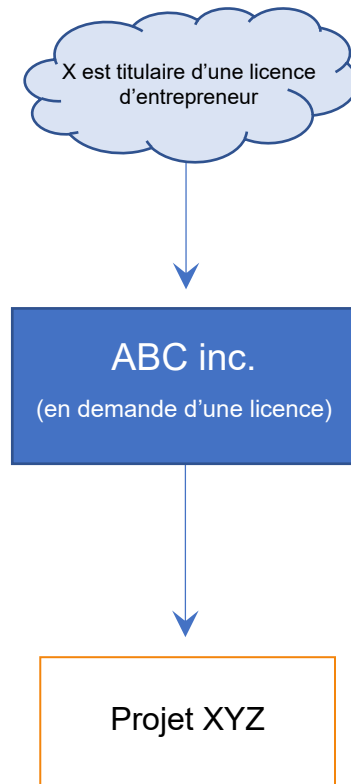 X est titulaire d’une licence
d’entrepreneur
ABC inc.
(en demande d’une licence)
Projet XYZ